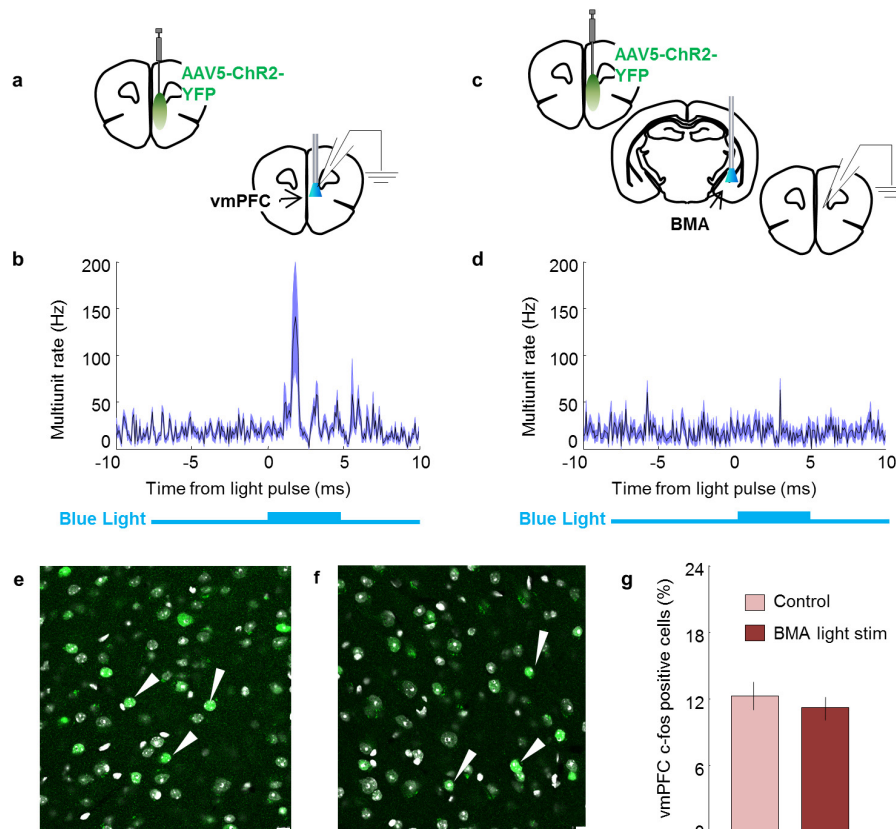 a
AAV5-ChR2-
YFP
vmPFC
c
AAV5-ChR2-
YFP
BMA
b
200
150
100
50
0
Multiunit rate (Hz)
-10 -5 0 5 10
Time from light pulse (ms)
Blue Light
d
200
150
100
50
0
Multiunit rate (Hz)
-10 -5 0 5 10
Time from light pulse (ms)
Blue Light
e
f
g
24
18
12
6
vmPFC c-fos positive cells (%)
Control
BMA light stim